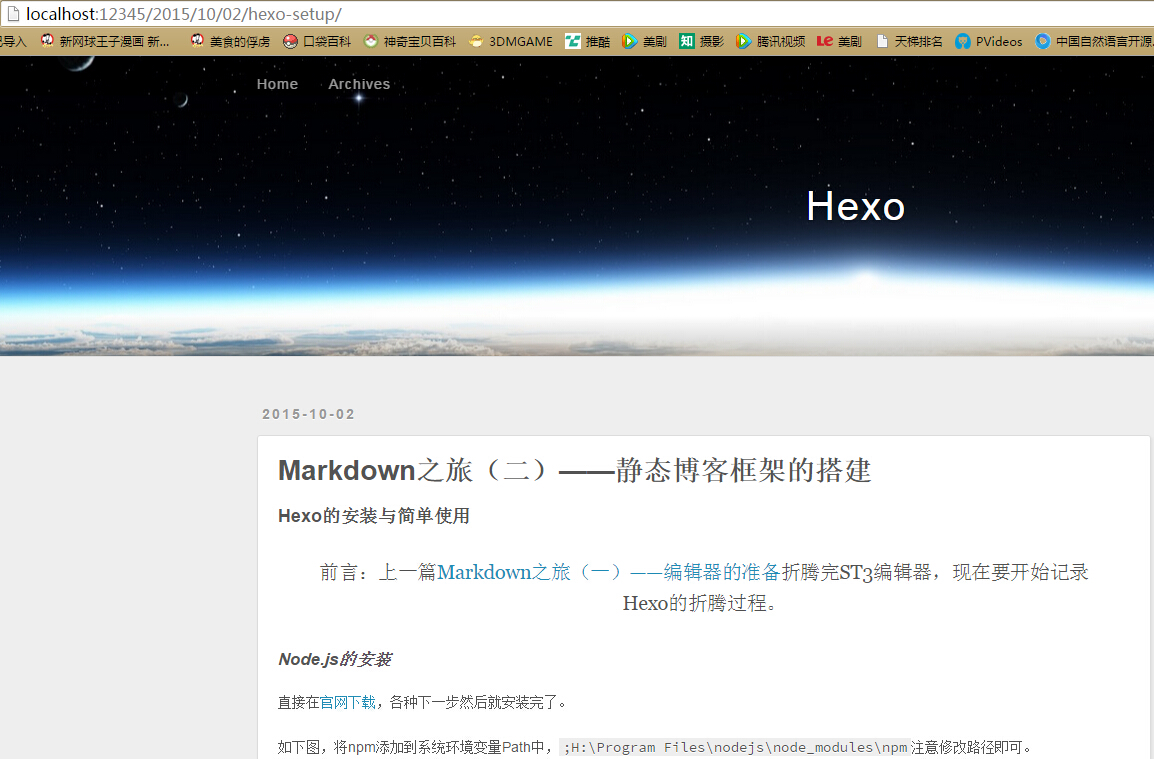 localhost:12345/2015/10/02/hexo-setup/
导入 新网球王子漫画 新... 美食的俘虏 口袋百科 神奇宝贝百科 3DMGAME 推酷 美剧 知 摄影 腾讯视频 LE 美剧 天梯排名 PVideos 中国自然语言开源
Home Archives
Hexo
2015-10-02
Markdown之旅（二）——静态博客框架的搭建
Hexo的安装与简单使用
前言：上一篇Markdown之旅（一）——编辑器的准备折腾完ST3编辑器，现在要开始记录
Hexo的折腾过程。
Node.js的安装
直接在官网下载，各种下一步然后就安装完了。
如下图，将npm添加到系统环境变量Path中，;H:\Program Files\nodejs\node_modules\npm注意修改路径即可。